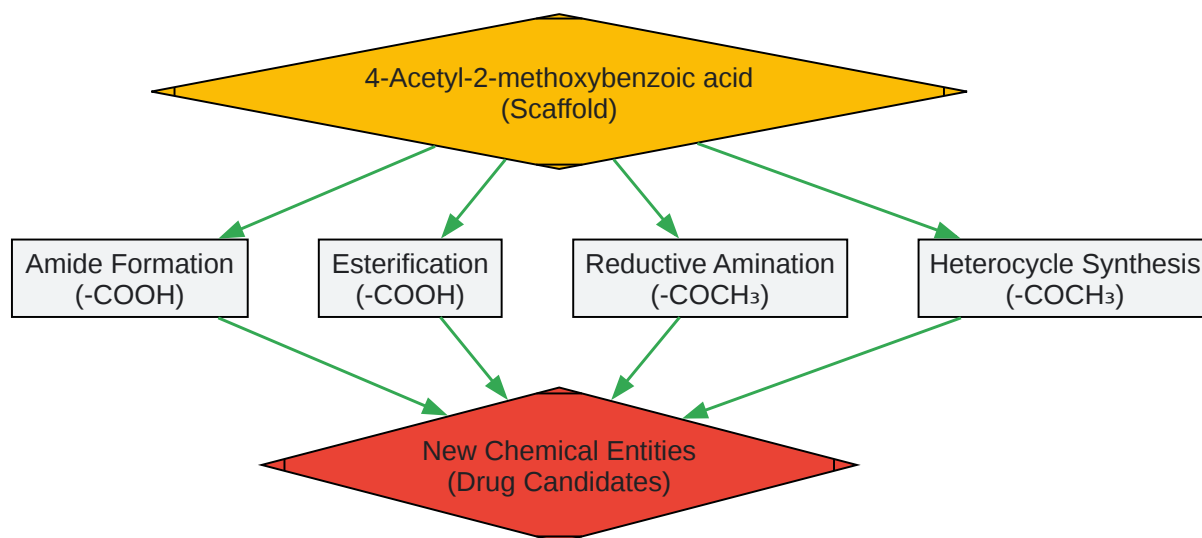 4-Acetyl-2-methoxybenzoic acid
(Scaffold)
Amide Formation
(-COOH)
Esterification
(-COOH)
Reductive Amination
(-COCH₃)
Heterocycle Synthesis
(-COCH₃)
New Chemical Entities
(Drug Candidates)